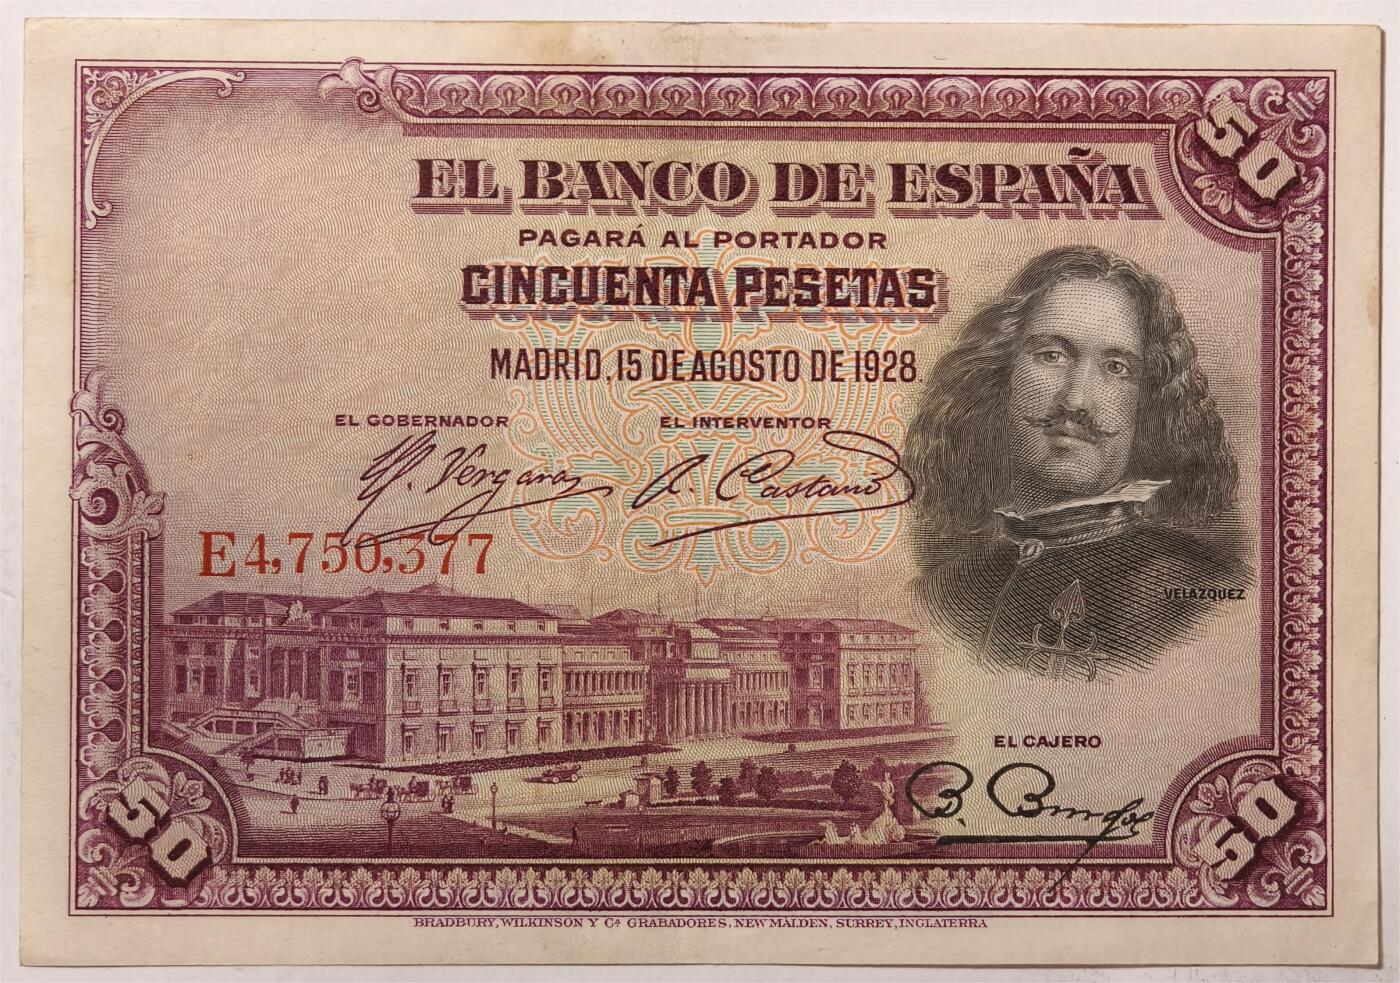 50
EL BANCO DE ESPAÑA
PAGARÁ AL PORTADOR
CINCUENTA PESETAS
MADRID, 15 DE AGOSTO DE 1928.
EL GOBERNADOR EL INTERVENTOR
E4,750,377
VELAZQUEZ
EL CAJERO
50 50
BRADBURY, WILKINSON Y Cª GRABADORES, NEW MALDEN, SURREY, INGLATERRA